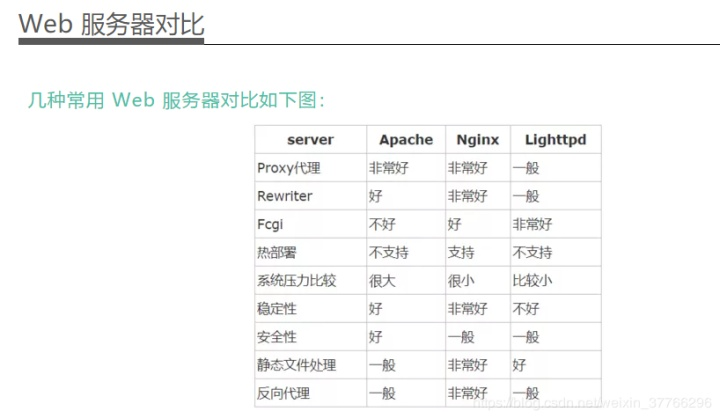 Web 服务器对比
几种常用 Web 服务器对比如下图：
server Apache Nginx Lighttpd
Proxy代理 非常好 非常好 一般
Rewriter 好 非常好 一般
Fcgi 不好 好 非常好
热部署 不支持 支持 不支持
系统压力比较 很大 很小 比较小
稳定性 好 非常好 不好
安全性 好 一般 一般
静态文件处理 一般 非常好 好
反向代理 一般 非常好 一般
https://blog.csdn.net/weixin_37766296